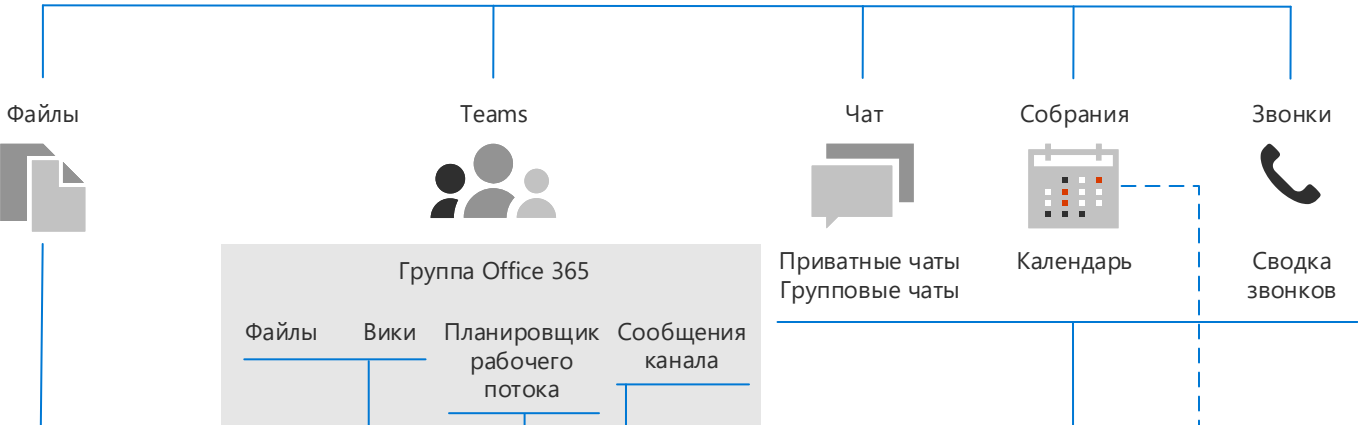 Файлы
Teams
Чат
Собрания
Звонки
Группа Office 365
Файлы
Вики
Планировщик
рабочего
потока
Сообщения
канала
Приватные чаты
Групповые чаты
Календарь
Сводка
звонков